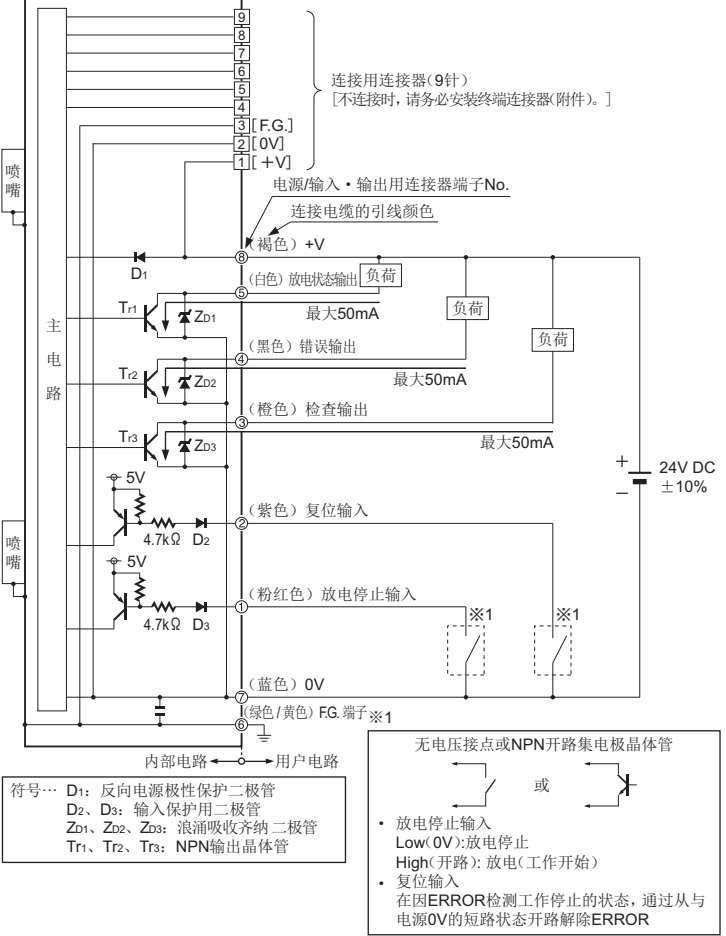 9
8
7
6
5
4
3 [F.G.]
2 [0V]
1 [+V]
连接用连接器(9针)
[不连接时，请务必安装终端连接器(附件)。]
喷嘴
电源/输入・输出用连接器端子No.
连接电缆的引线颜色
⑧
(褐色) +V
D1
(白色) 放电状态输出
⑤
负荷
Tr1
ZD1
最大50mA
负荷
主电路
(黑色) 错误输出
④
负荷
Tr2
ZD2
最大50mA
(橙色) 检查输出
③
Tr3
ZD3
最大50mA
+
24V DC
±10%
−
5V
(紫色) 复位输入
②
4.7kΩ D2
喷嘴
5V
(粉红色) 放电停止输入
①
4.7kΩ D3
※1
※1
(蓝色) 0V
⑦
(绿色/黄色) F.G. 端子※1
⑥
内部电路
用户电路
符号… D1：反向电源极性保护二极管
D2、D3：输入保护用二极管
ZD1、ZD2、ZD3：浪涌吸收齐纳 二极管
Tr1、Tr2、Tr3：NPN输出晶体管
无电压接点或NPN开路集电极晶体管
或
• 放电停止输入
Low(0V):放电停止
High(开路): 放电(工作开始)
• 复位输入
在因ERROR检测工作停止的状态，通过从与
电源0V的短路状态开路解除ERROR